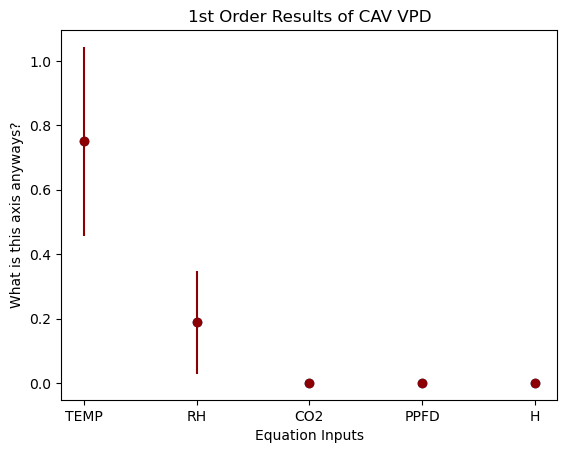 1st Order Results of CAV VPD
What is this axis anyways?
1.0
0.8
0.6
0.4
0.2
0.0
TEMP RH CO2 PPFD H
Equation Inputs